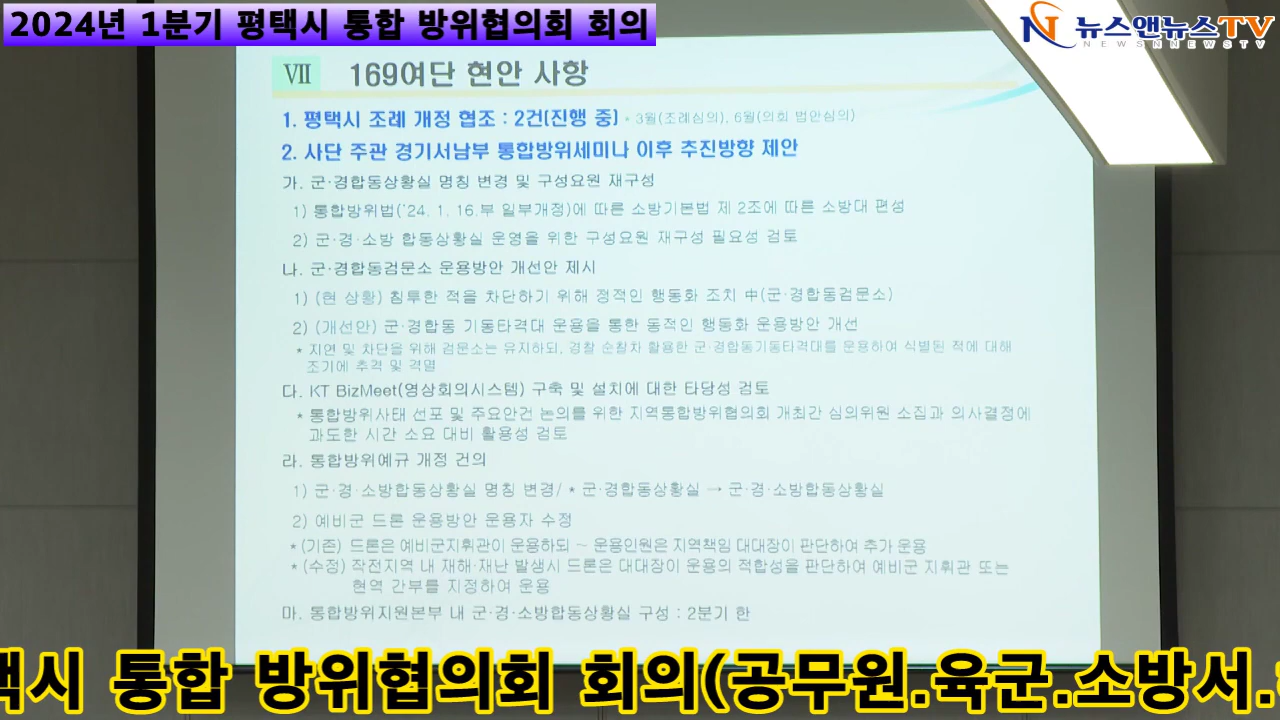 2024년 1분기 평택시 통합 방위협의회 회의
뉴스앤뉴스TV
NEWSNNEWSTV
Ⅶ 169여단 현안 사항
1. 평택시 조례 개정 협조 : 2건(진행 중) * 3월(조례심의), 6월(의회 법안심의)
2. 사단 주관 경기서남부 통합방위세미나 이후 추진방향 제안
가. 군·경합동상황실 명칭 변경 및 구성요원 재구성
1) 통합방위법('24. 1. 16.부 일부개정)에 따른 소방기본법 제 2조에 따른 소방대 편성
2) 군·경·소방 합동상황실 운영을 위한 구성요원 재구성 필요성 검토
나. 군·경합동검문소 운용방안 개선안 제시
1) (현 상황) 침투한 적을 차단하기 위해 정적인 행동화 조치 中(군·경합동검문소)
2) (개선안) 군·경합동 기동타격대 운용을 통한 동적인 행동화 운용방안 개선
* 지연 및 차단을 위해 검문소는 유지하되, 경찰 순찰차 활용한 군·경합동기동타격대를 운용하여 식별된 적에 대해
조기에 추격 및 격멸
다. KT BizMeet(영상회의시스템) 구축 및 설치에 대한 타당성 검토
* 통합방위사태 선포 및 주요안건 논의를 위한 지역통합방위협의회 개최간 심의위원 소집과 의사결정에
과도한 시간 소요 대비 활용성 검토
라. 통합방위예규 개정 건의
1) 군·경·소방합동상황실 명칭 변경/ * 군·경합동상황실 → 군·경·소방합동상황실
2) 예비군 드론 운용방안 운용자 수정
* (기존) 드론은 예비군지휘관이 운용하되 ~ 운용인원은 지역책임 대대장이 판단하여 추가 운용
* (수정) 작전지역 내 재해·재난 발생시 드론은 대대장이 운용의 적합성을 판단하여 예비군 지휘관 또는
현역 간부를 지정하여 운용
마. 통합방위지원본부 내 군·경·소방합동상황실 구성 : 2분기 한
택시 통합 방위협의회 회의(공무원.육군.소방서.